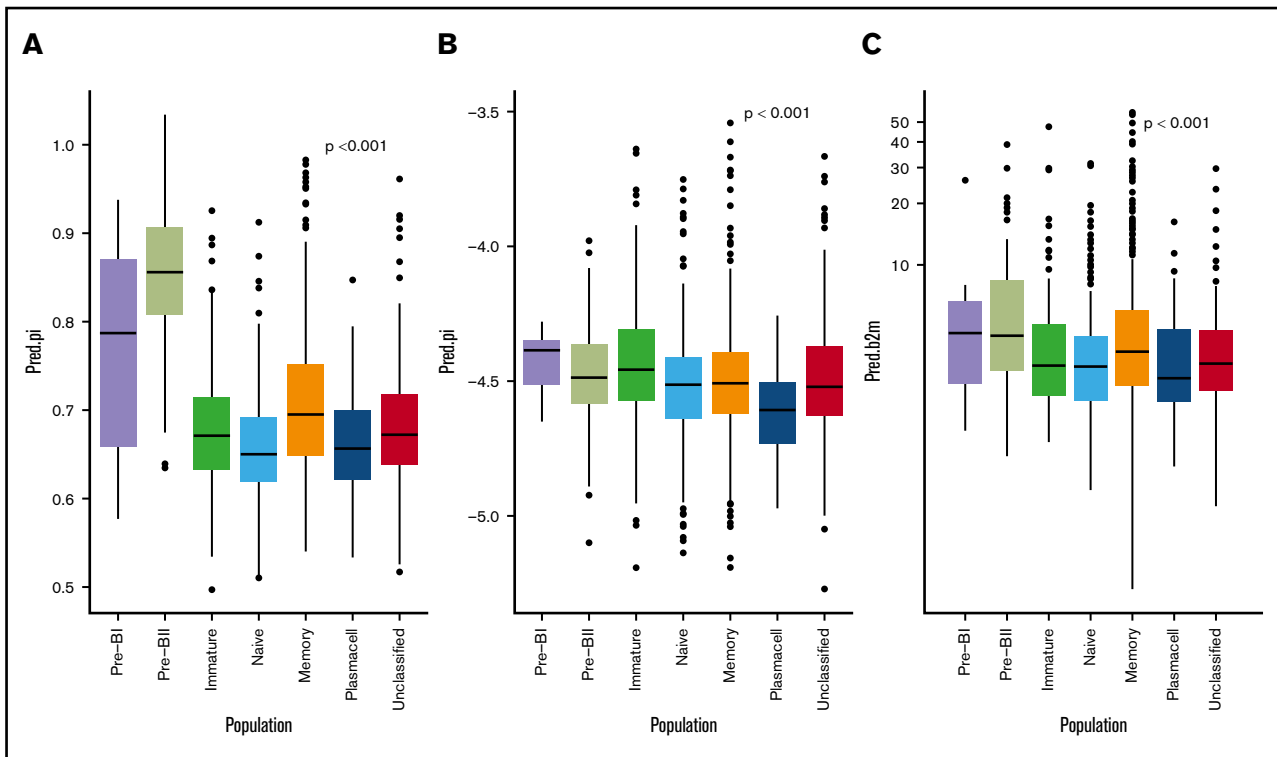 A
B
C
Pred.pi
1.0
0.9
0.8
0.7
0.6
0.5
p <0.001
Pre–BI
Pre–BII
Immature
Naive
Memory
Plasmacell
Unclassified
Population
Pred.pi
−3.5
−4.0
−4.5
−5.0
p < 0.001
Pre–BI
Pre–BII
Immature
Naive
Memory
Plasmacell
Unclassified
Population
Pred.b2m
50
40
30
20
10
p < 0.001
Pre–BI
Pre–BII
Immature
Naive
Memory
Plasmacell
Unclassified
Population